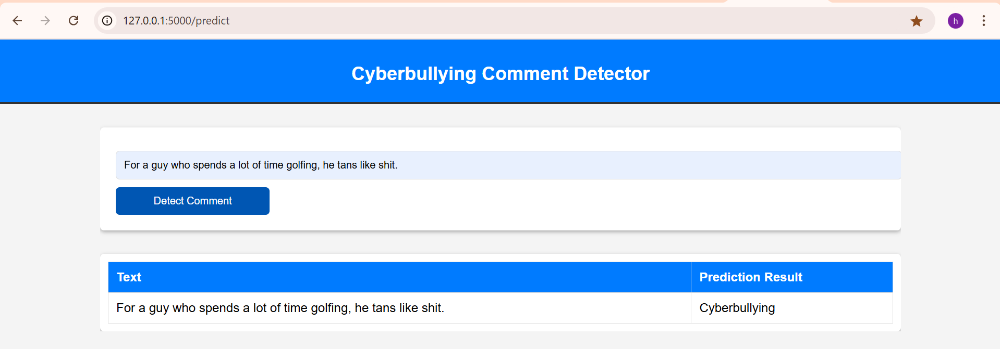 127.0.0.1:5000/predict
h
Cyberbullying Comment Detector
For a guy who spends a lot of time golfing, he tans like shit.
Detect Comment
Text Prediction Result
For a guy who spends a lot of time golfing, he tans like shit. Cyberbullying